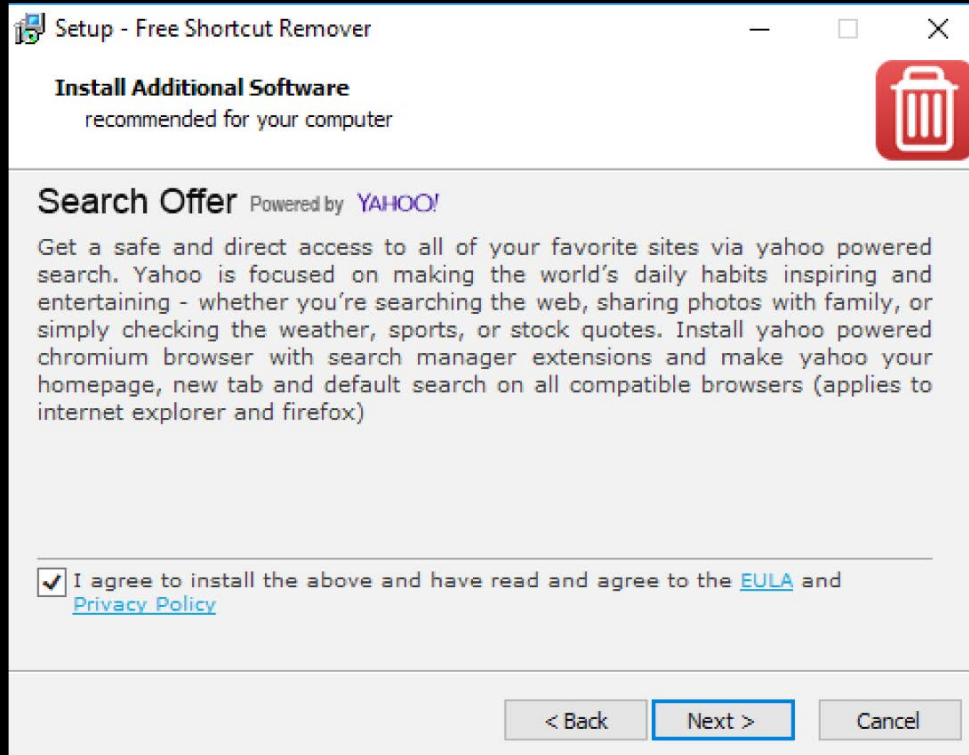 Setup - Free Shortcut Remover
Install Additional Software
recommended for your computer
Search Offer Powered by YAHOO!
Get a safe and direct access to all of your favorite sites via yahoo powered
search. Yahoo is focused on making the world's daily habits inspiring and
entertaining - whether you're searching the web, sharing photos with family, or
simply checking the weather, sports, or stock quotes. Install yahoo powered
chromium browser with search manager extensions and make yahoo your
homepage, new tab and default search on all compatible browsers (applies to
internet explorer and firefox)
I agree to install the above and have read and agree to the EULA and
Privacy Policy
< Back Next > Cancel